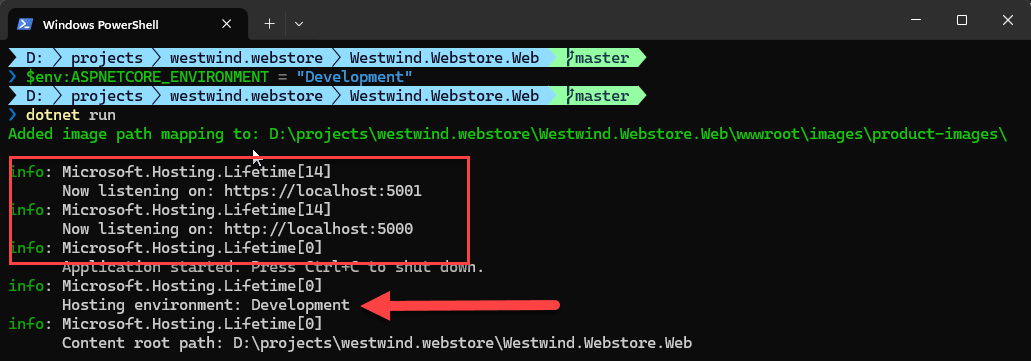 Windows PowerShell
D: projects westwind.webstore Westwind.Webstore.Web master
$env:ASPNETCORE_ENVIRONMENT = "Development"
D: projects westwind.webstore Westwind.Webstore.Web master
dotnet run
Added image path mapping to: D:\projects\westwind.webstore\Westwind.Webstore.Web\wwwroot\images\product-images\
info: Microsoft.Hosting.Lifetime[14]
Now listening on: https://localhost:5001
info: Microsoft.Hosting.Lifetime[14]
Now listening on: http://localhost:5000
info: Microsoft.Hosting.Lifetime[0]
Application started. Press Ctrl+C to shut down.
info: Microsoft.Hosting.Lifetime[0]
Hosting environment: Development
info: Microsoft.Hosting.Lifetime[0]
Content root path: D:\projects\westwind.webstore\Westwind.Webstore.Web